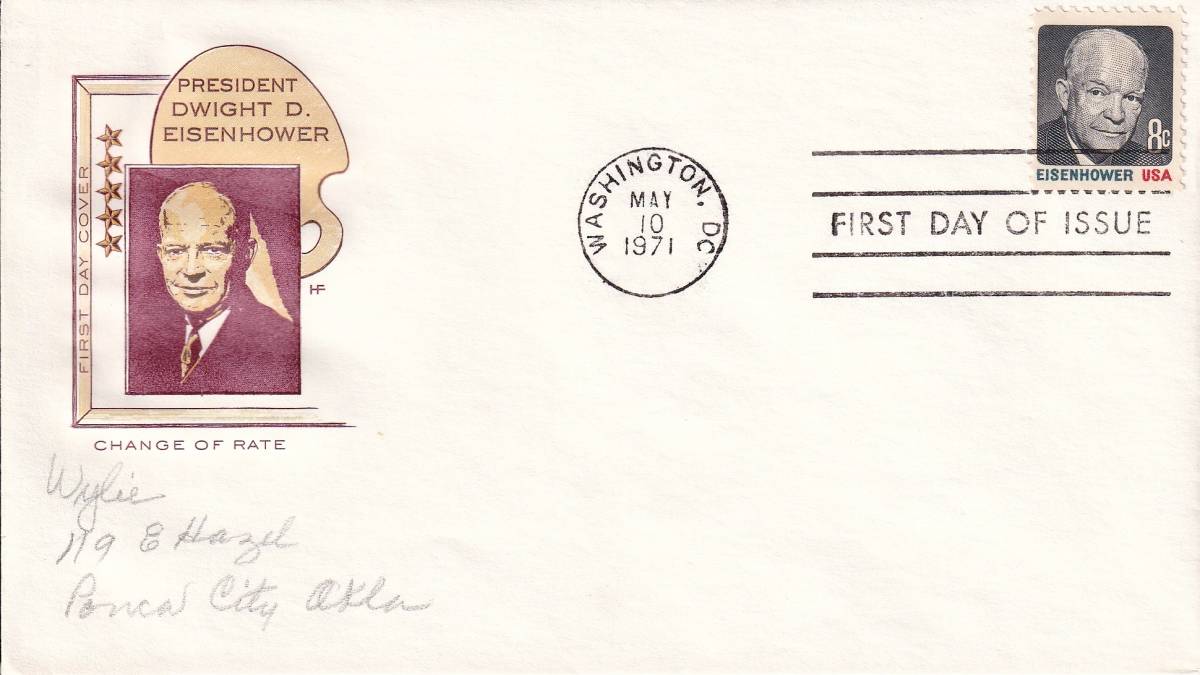 PRESIDENT
DWIGHT D.
EISENHOWER
FIRST DAY COVER
HF
CHANGE OF RATE
Wylie
119 E Hazel
Ponca City Okla
WASHINGTON, DC
MAY
10
1971
8c
EISENHOWER USA
FIRST DAY OF ISSUE